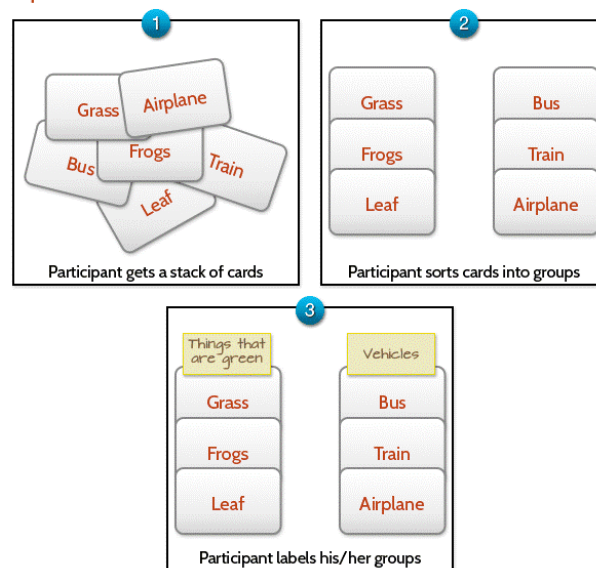 1
Grass
Airplane
Bus
Frogs
Train
Leaf
Participant gets a stack of cards
2
Grass
Bus
Frogs
Train
Leaf
Airplane
Participant sorts cards into groups
3
Things that
are green
Vehicles
Grass
Bus
Frogs
Train
Leaf
Airplane
Participant labels his/her groups